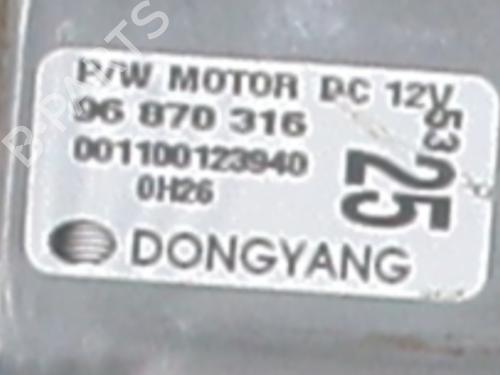 P/W MOTOR DC 12V
96 870 316
001100123940
0H26
53
25
DONGYANG
B-PARTS